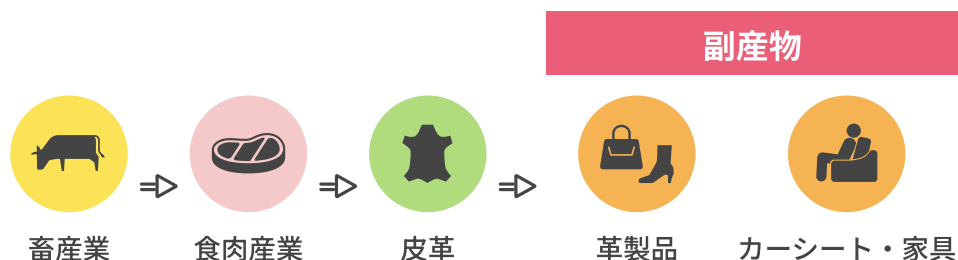 副産物
畜産業
食肉産業
皮革
革製品
カーシート・家具